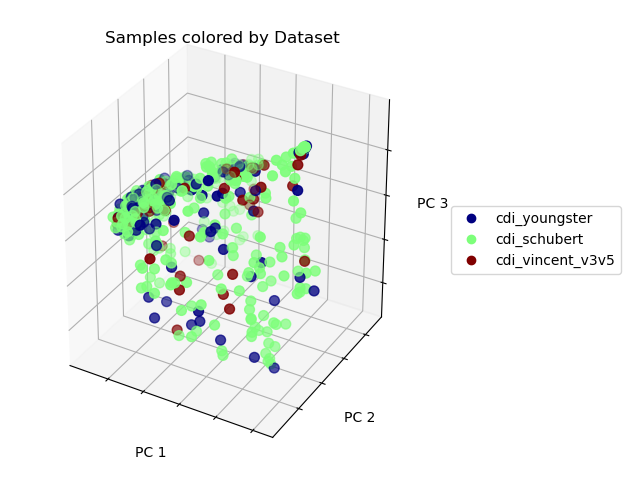 Samples colored by Dataset
PC 3
cdi_youngster
cdi_schubert
cdi_vincent_v3v5
PC 2
PC 1